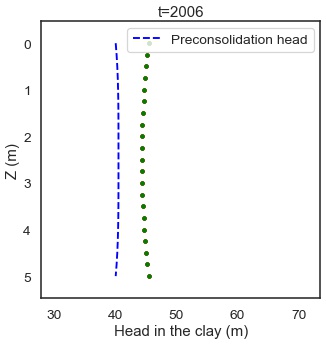 t=2006
Preconsolidation head
0
1
2
3
4
5
Z (m)
30 40 50 60 70
Head in the clay (m)